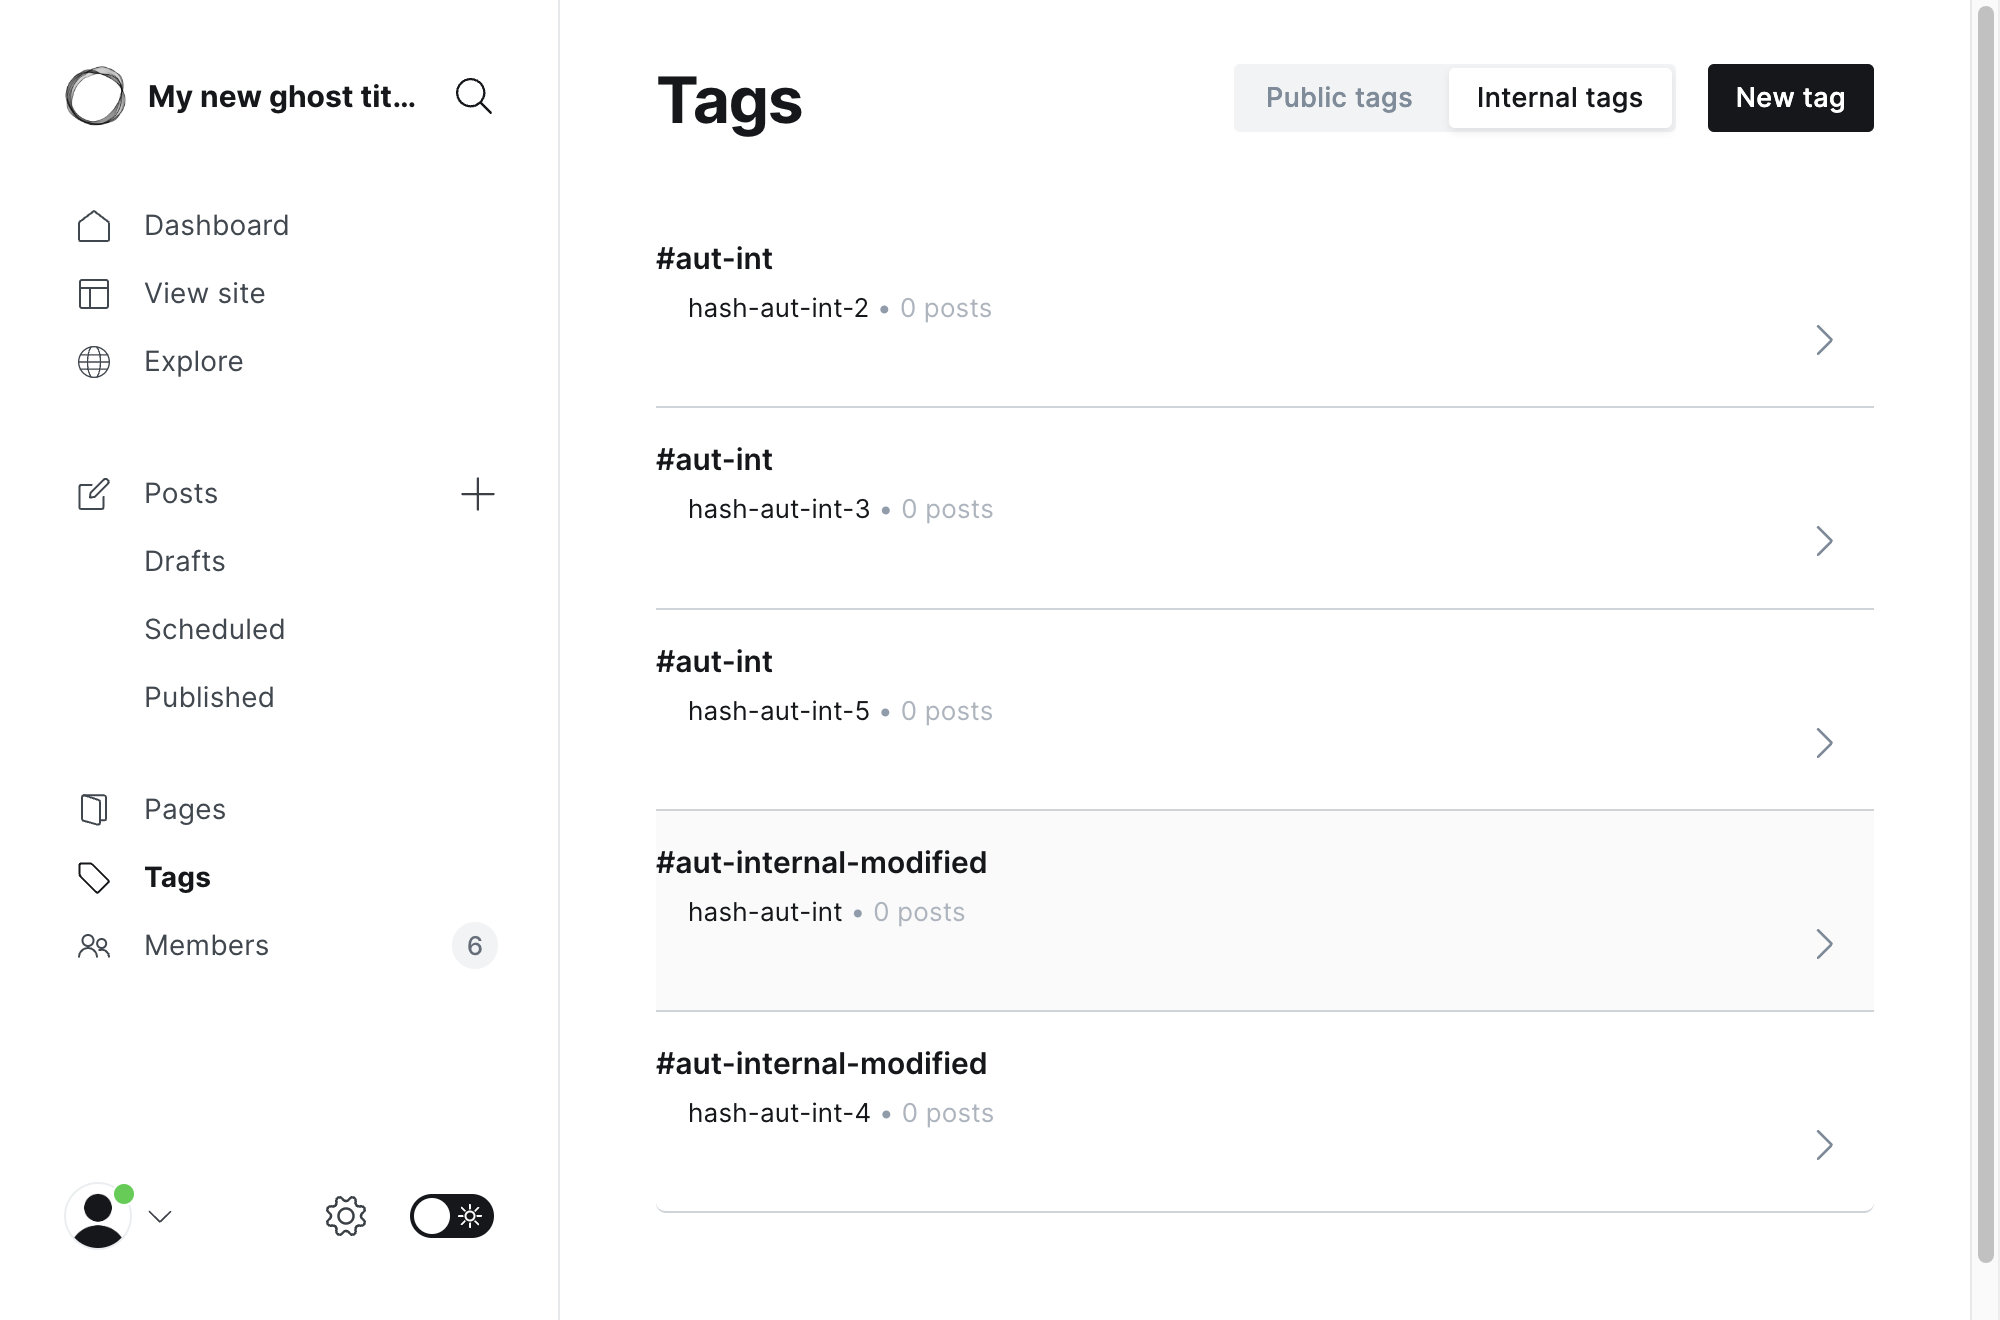 My new ghost tit...
Dashboard
View site
Explore
Posts
Drafts
Scheduled
Published
Pages
Tags
Members 6
Tags
Public tags
Internal tags
New tag
#aut-int
hash-aut-int-2 • 0 posts
#aut-int
hash-aut-int-3 • 0 posts
#aut-int
hash-aut-int-5 • 0 posts
#aut-internal-modified
hash-aut-int • 0 posts
#aut-internal-modified
hash-aut-int-4 • 0 posts